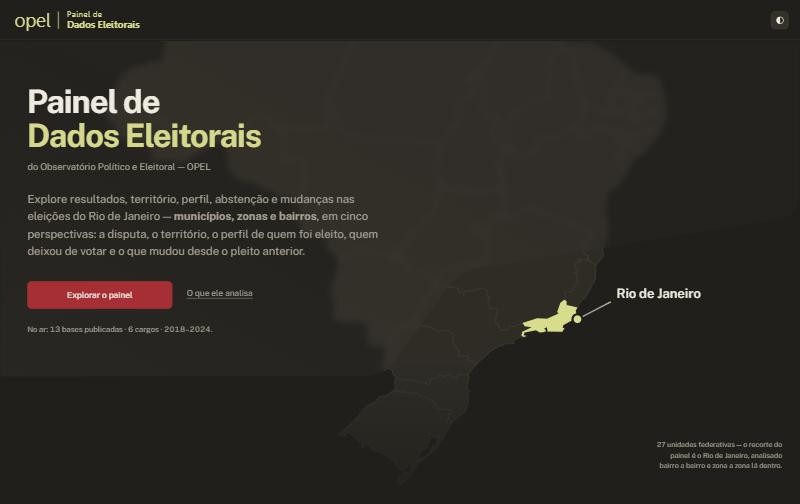 opel
Painel de
Dados Eleitorais
Painel de
Dados Eleitorais
do Observatório Político e Eleitoral — OPEL
Explore resultados, território, perfil, abstenção e mudanças nas
eleições do Rio de Janeiro — municípios, zonas e bairros, em cinco
perspectivas: a disputa, o território, o perfil de quem foi eleito, quem
deixou de votar e o que mudou desde o pleito anterior.
Explorar o painel
O que ele analisa
No ar: 13 bases publicadas · 6 cargos · 2018–2024.
Rio de Janeiro
27 unidades federativas — o recorte do
painel é o Rio de Janeiro, analisado
bairro a bairro e zona a zona lá dentro.